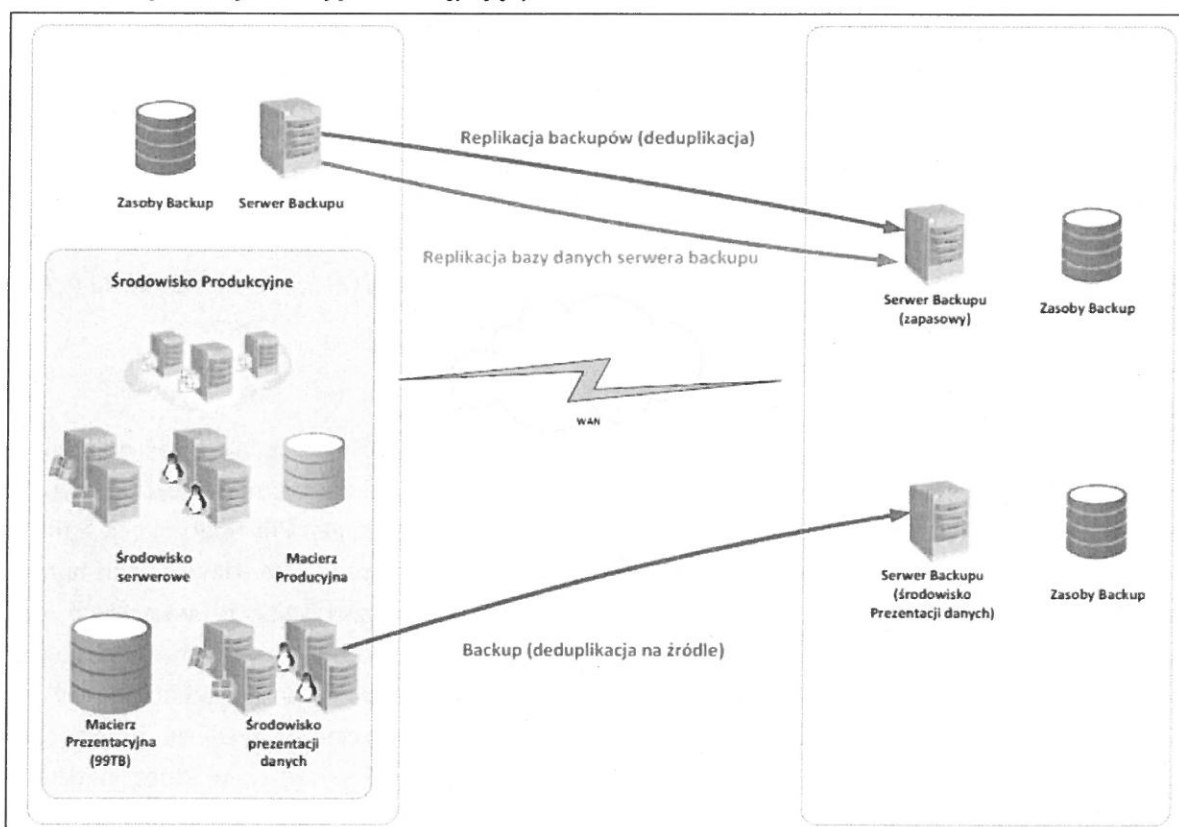 Replikacja backupów (deduplikacja)
Zasoby Backup
Serwer Backupu
Replikacja bazy danych serwera backupu
Serwer Backupu
(zapasowy)
Zasoby Backup
Środowisko Produkcyjne
WAN
Środowisko
serwerowe
Macierz
Producyjna
Serwer Backupu
(środowisko
Prezentacji danych)
Zasoby Backup
Backup (deduplikacja na źródle)
Macierz
Prezentacyjna
(99TB)
Środowisko
prezentacji
danych